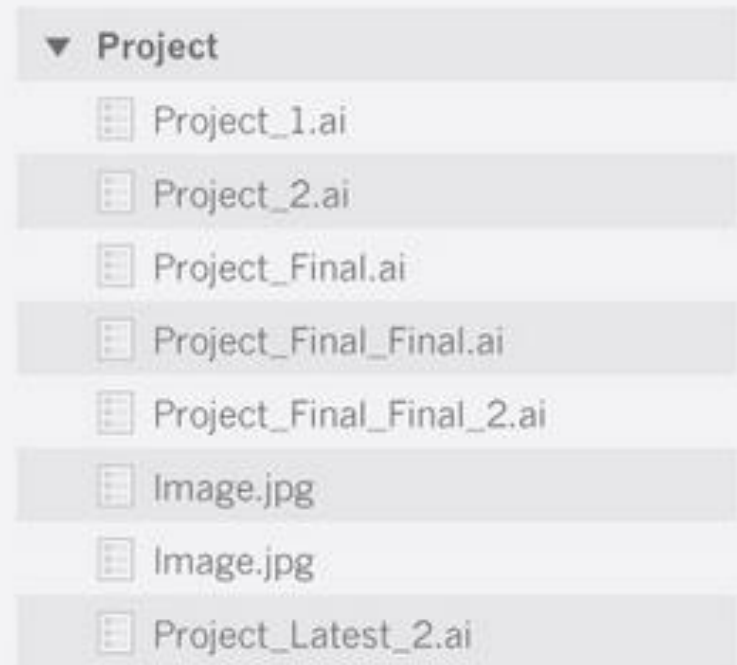 Project
Project_1.ai
Project_2.ai
Project_Final.ai
Project_Final_Final.ai
Project_Final_Final_2.ai
Image.jpg
Image.jpg
Project_Latest_2.ai